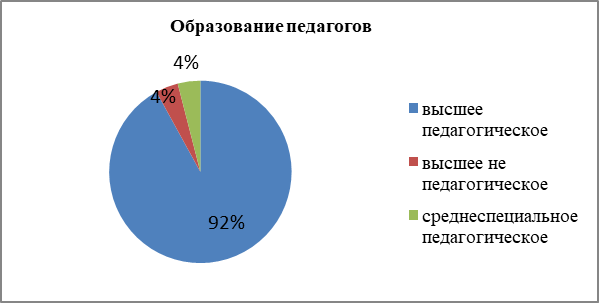 Образование педагогов
4%
4%
92%
высшее
педагогическое
высшее не
педагогическое
среднеспециальное
педагогическое